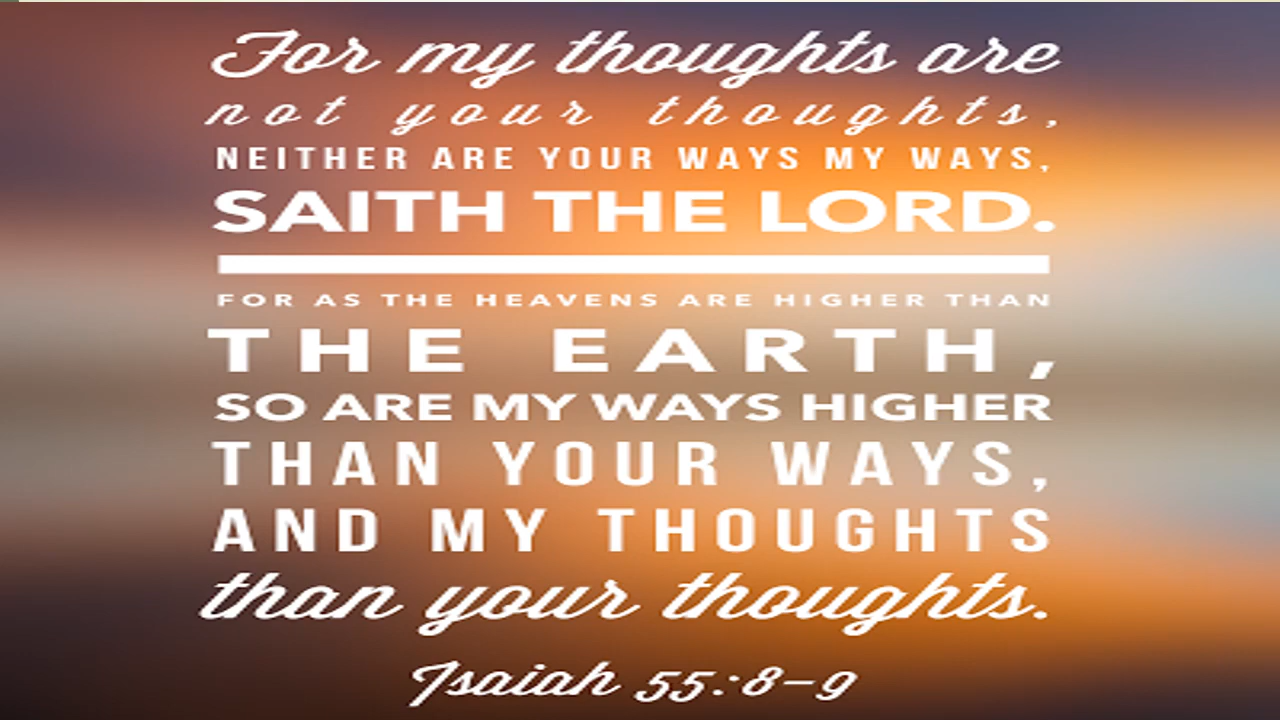 For my thoughts are
not your thoughts,
NEITHER ARE YOUR WAYS MY WAYS,
SAITH THE LORD.
FOR AS THE HEAVENS ARE HIGHER THAN
THE EARTH,
SO ARE MY WAYS HIGHER
THAN YOUR WAYS,
AND MY THOUGHTS
than your thoughts.
Isaiah 55:8-9